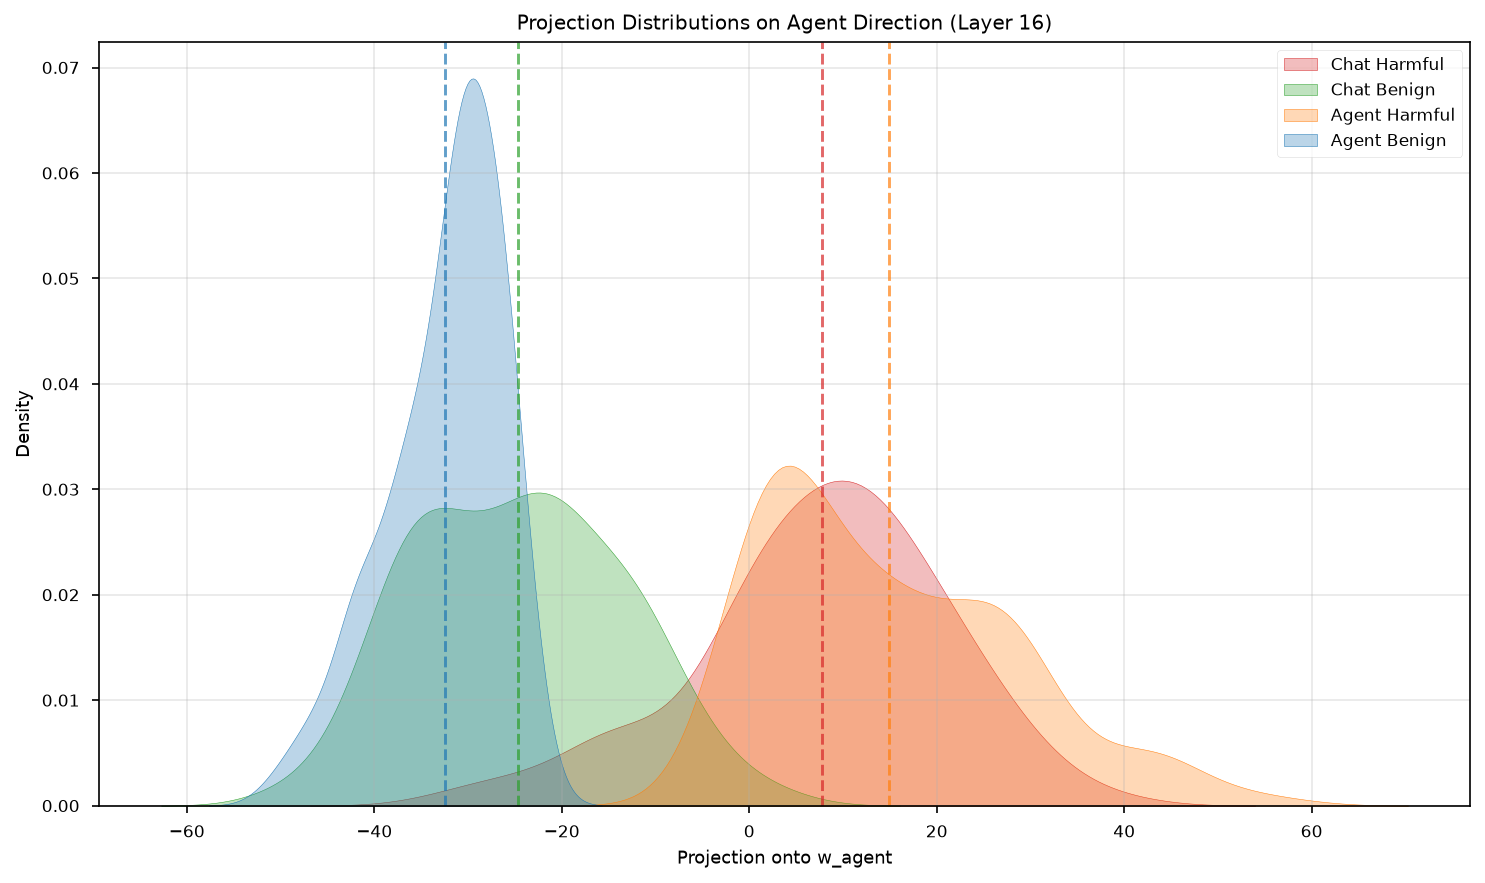 Projection Distributions on Agent Direction (Layer 16)
Chat Harmful
Chat Benign
Agent Harmful
Agent Benign
0.07
0.06
0.05
0.04
0.03
0.02
0.01
0.00
Density
−60
−40
−20
0
20
40
60
Projection onto w_agent